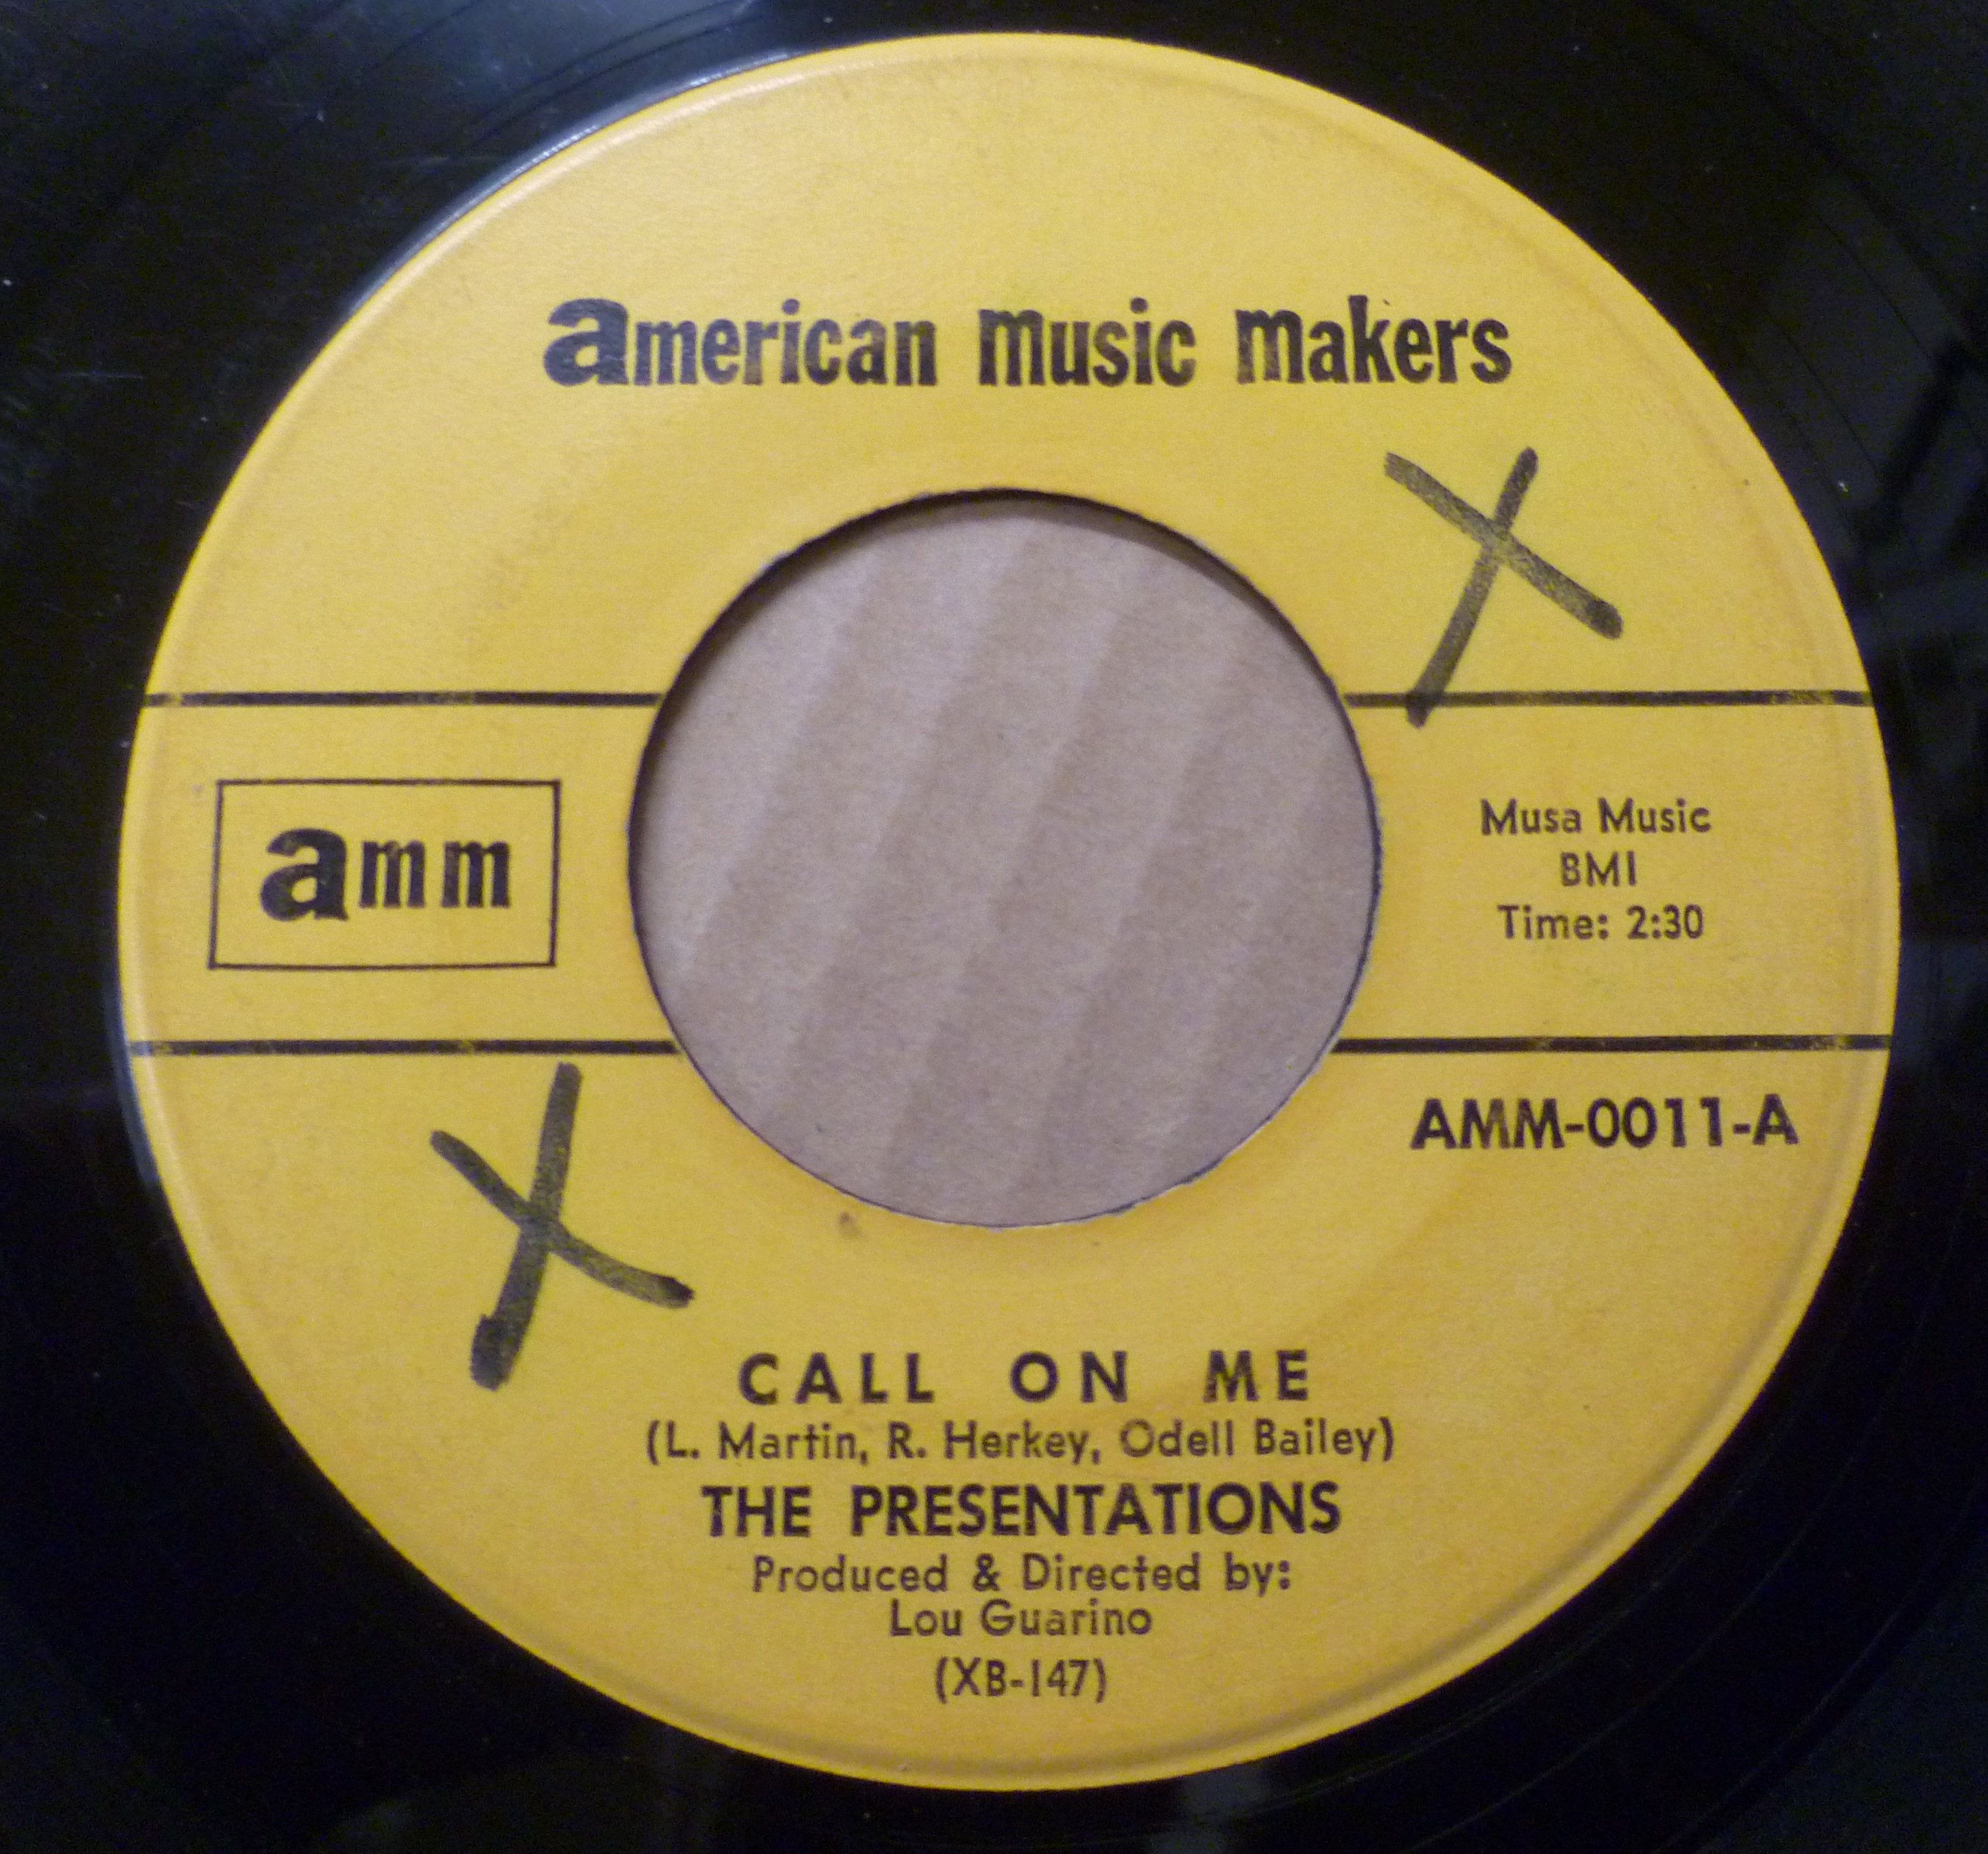 american music makers
amm
Musa Music
BMI
Time: 2:30
AMM-0011-A
X
X
CALL ON ME
(L. Martin, R. Herkey, Odell Bailey)
THE PRESENTATIONS
Produced & Directed by:
Lou Guarino
(XB-147)